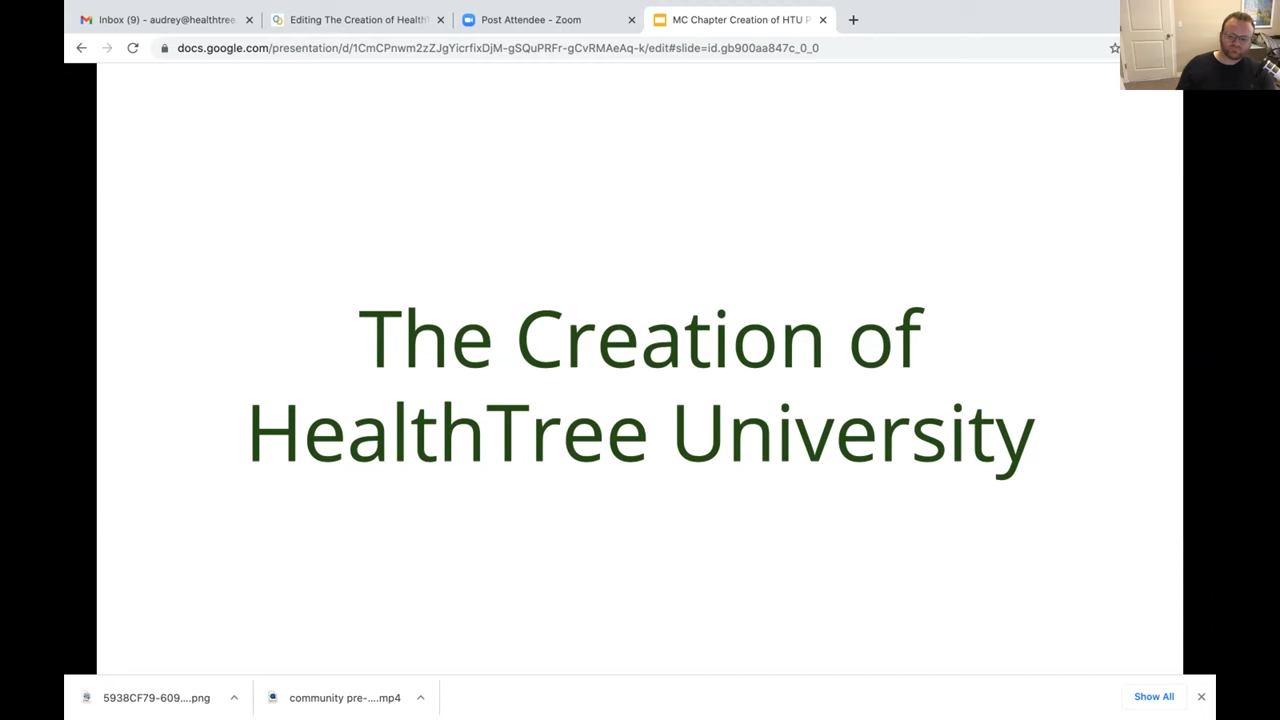 Inbox (9) - audrey@healthtree.
Editing The Creation of Health
Post Attendee - Zoom
MC Chapter Creation of HTU P
docs.google.com/presentation/d/1CmCPnwm2zZJgYicrfixDjM-gSQuPRFr-gCvRMAeAq-k/edit#slide=id.gb900aa847c_0_0
The Creation of
HealthTree University
5938CF79-609....png
community pre-....mp4
Show All